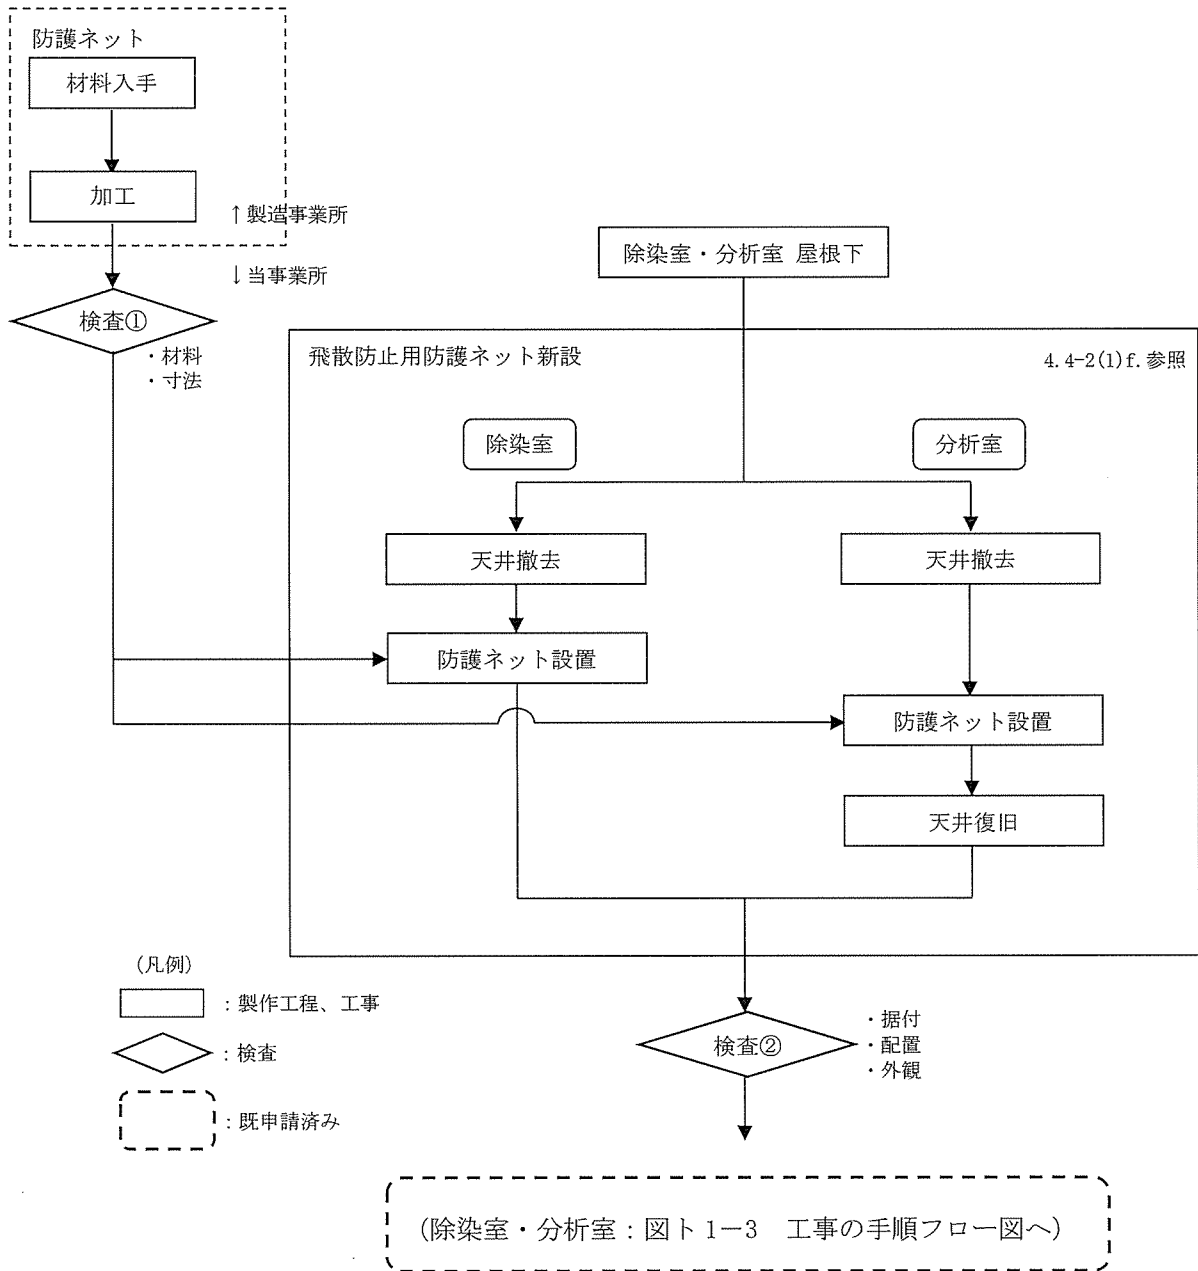 防護ネット
材料入手
加工
↑製造事業所
↓当事業所
検査①
・材料
・寸法
除染室・分析室 屋根下
飛散防止用防護ネット新設
4.4-2(1)f.参照
除染室
分析室
天井撤去
天井撤去
防護ネット設置
防護ネット設置
天井復旧
検査②
・据付
・配置
・外観
(凡例)
：製作工程、工事
：検査
：既申請済み
(除染室・分析室：図ト1－3　工事の手順フロー図へ)